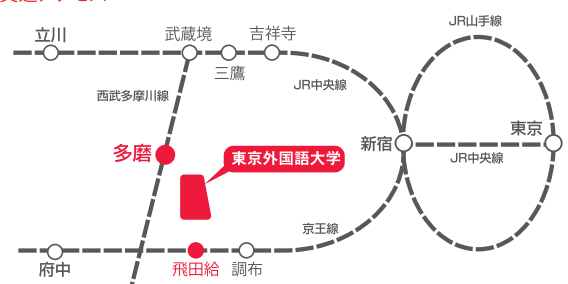 JR山手線
立川
武蔵境
吉祥寺
三鷹
JR中央線
西武多摩川線
東京
新宿
多磨
東京外国語大学
JR中央線
京王線
府中
飛田給
調布